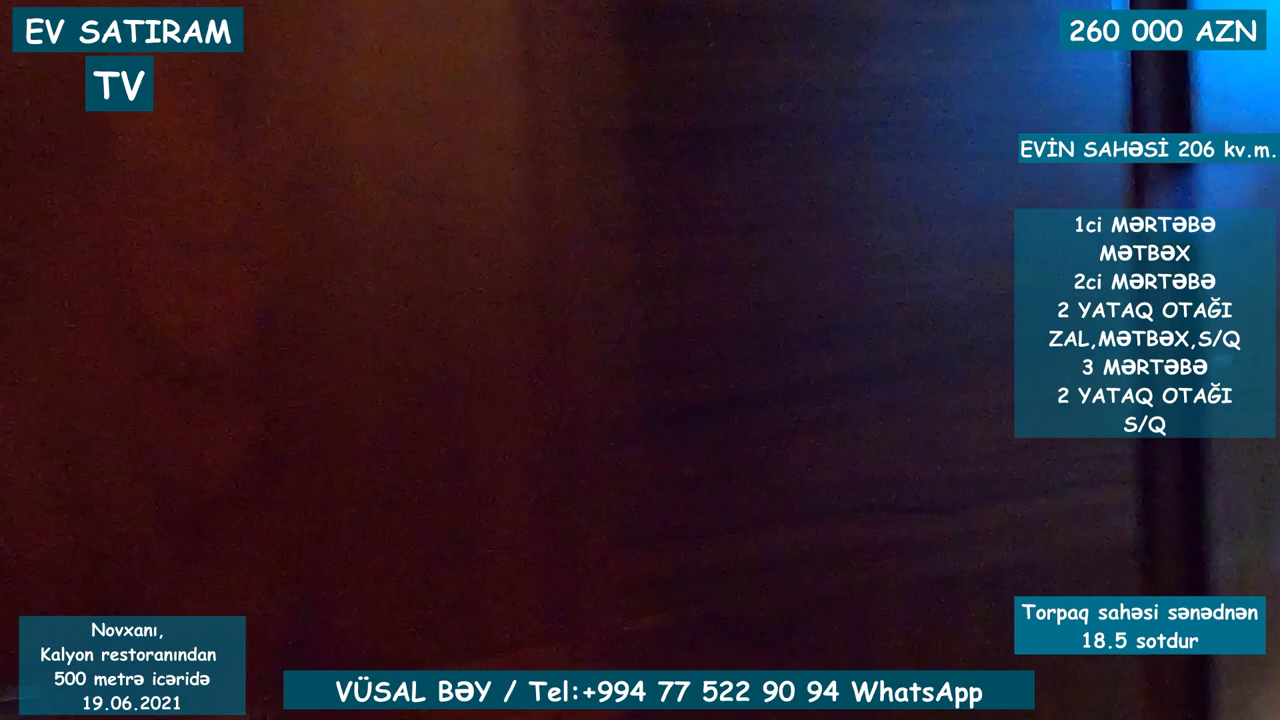 EV SATIRAM
TV
260 000 AZN
EVİN SAHƏSİ 206 kv.m.
1ci MƏRTƏBƏ
MƏTBƏX
2ci MƏRTƏBƏ
2 YATAQ OTAĞI
ZAL,MƏTBƏX,S/Q
3 MƏRTƏBƏ
2 YATAQ OTAĞI
S/Q
Torpaq sahəsi sənədnən
18.5 sotdur
Novxanı,
Kalyon restoranından
500 metrə icəridə
19.06.2021
VÜSAL BƏY / Tel:+994 77 522 90 94 WhatsApp